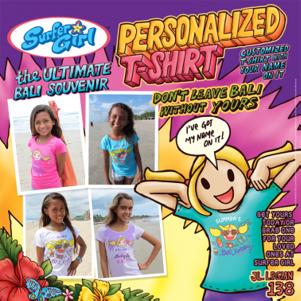 Surfer Girl
PERSONALIZED
T-SHIRT
CUSTOMIZED
T-SHIRT WITH
YOUR NAME
ON IT
the ULTIMATE
BALI SOUVENIR
DON'T LEAVE BALI
WITHOUT YOURS
I'VE GOT
MY NAME
ON IT!
SUMMER'S
GET YOURS
TODAY OR
GRAB ONE
FOR YOUR
LOVED
ONES AT
SURFER GIRL
JL. LEGIAN
138